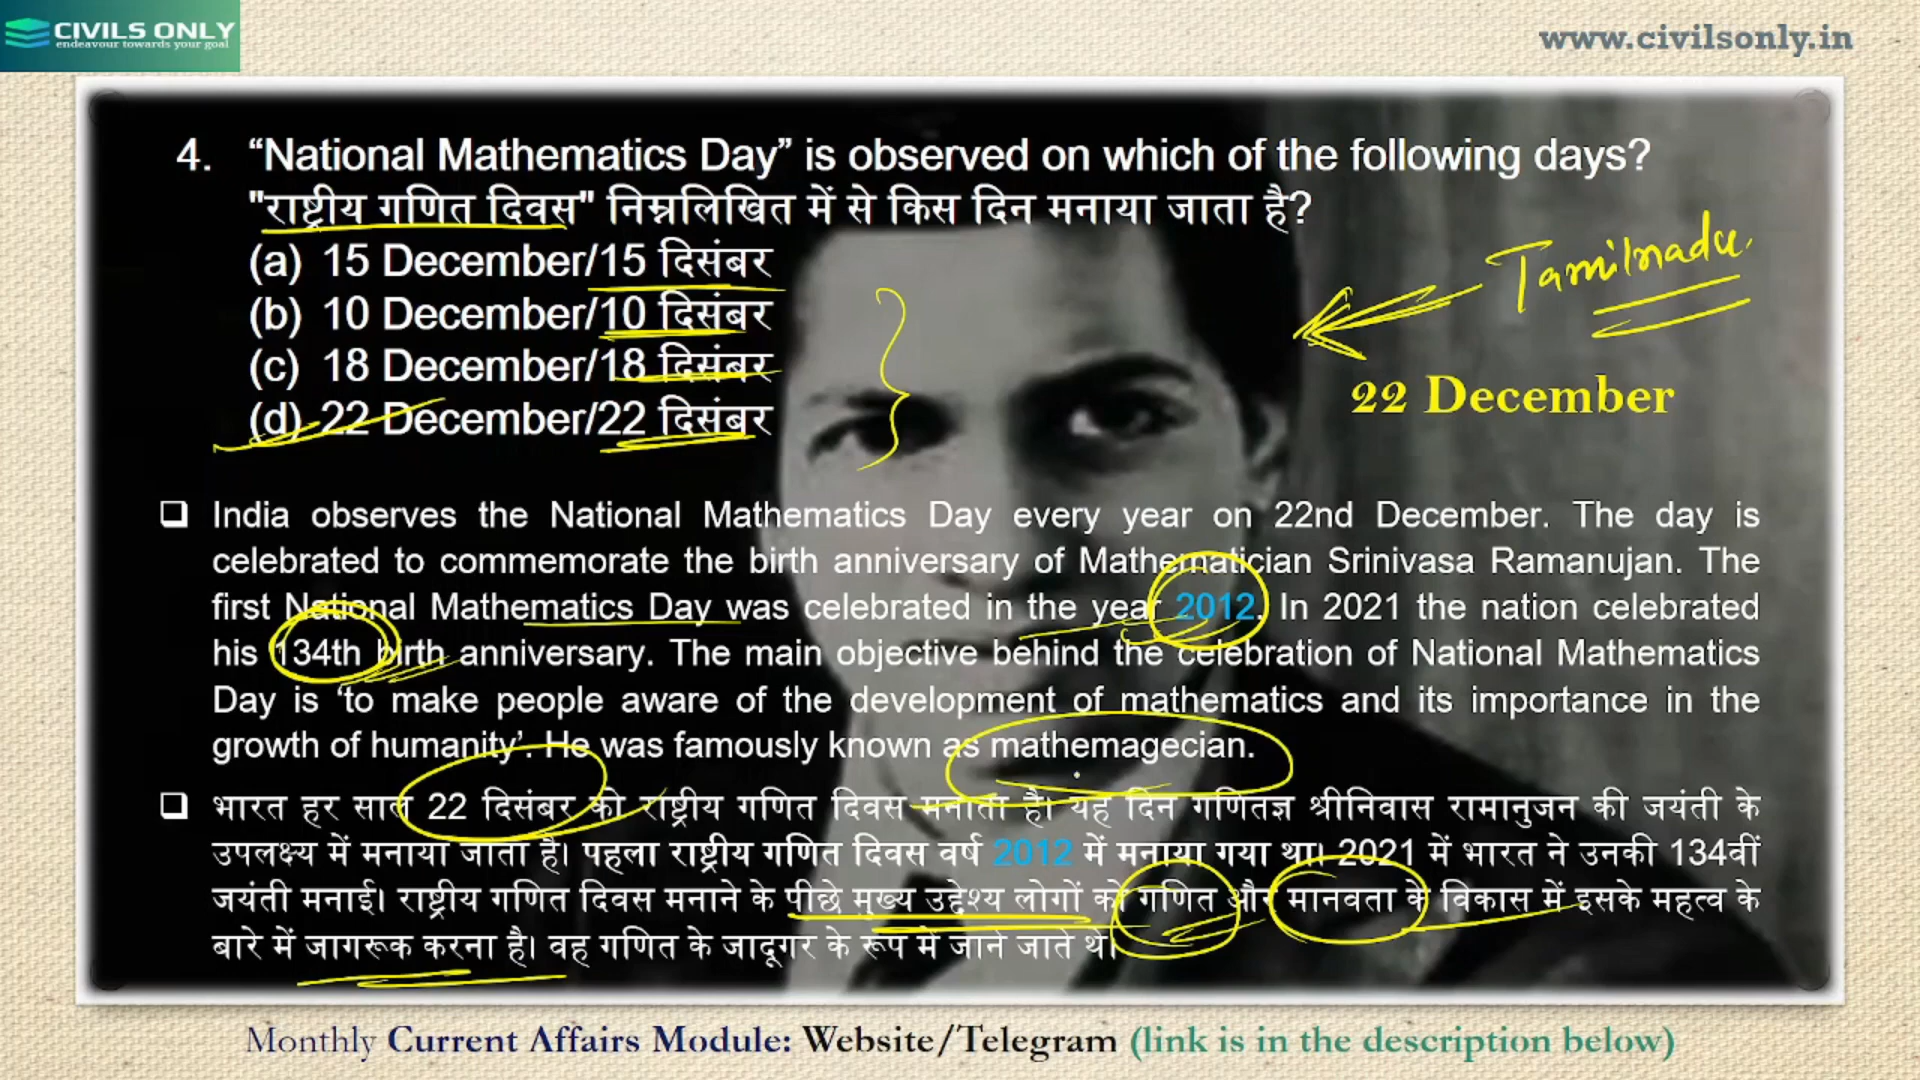 CIVILS ONLY
endeavour towards your goal
www.civilsonly.in
4. “National Mathematics Day” is observed on which of the following days?
"राष्ट्रीय गणित दिवस" निम्नलिखित में से किस दिन मनाया जाता है?
(a) 15 December/15 दिसंबर
(b) 10 December/10 दिसंबर
(c) 18 December/18 दिसंबर
(d) 22 December/22 दिसंबर
Tamilnadu.
22 December
India observes the National Mathematics Day every year on 22nd December. The day is
celebrated to commemorate the birth anniversary of Mathematician Srinivasa Ramanujan. The
first National Mathematics Day was celebrated in the year 2012. In 2021 the nation celebrated
his 134th birth anniversary. The main objective behind the celebration of National Mathematics
Day is ‘to make people aware of the development of mathematics and its importance in the
growth of humanity’. He was famously known as mathemagecian.
भारत हर साल 22 दिसंबर को राष्ट्रीय गणित दिवस मनाता है। यह दिन गणितज्ञ श्रीनिवास रामानुजन की जयंती के
उपलक्ष्य में मनाया जाता है। पहला राष्ट्रीय गणित दिवस वर्ष 2012 में मनाया गया था। 2021 में भारत ने उनकी 134वीं
जयंती मनाई। राष्ट्रीय गणित दिवस मनाने के पीछे मुख्य उद्देश्य लोगों को गणित और मानवता के विकास में इसके महत्व के
बारे में जागरूक करना है। वह गणित के जादूगर के रूप में जाने जाते थे।
Monthly Current Affairs Module: Website/Telegram (link is in the description below)